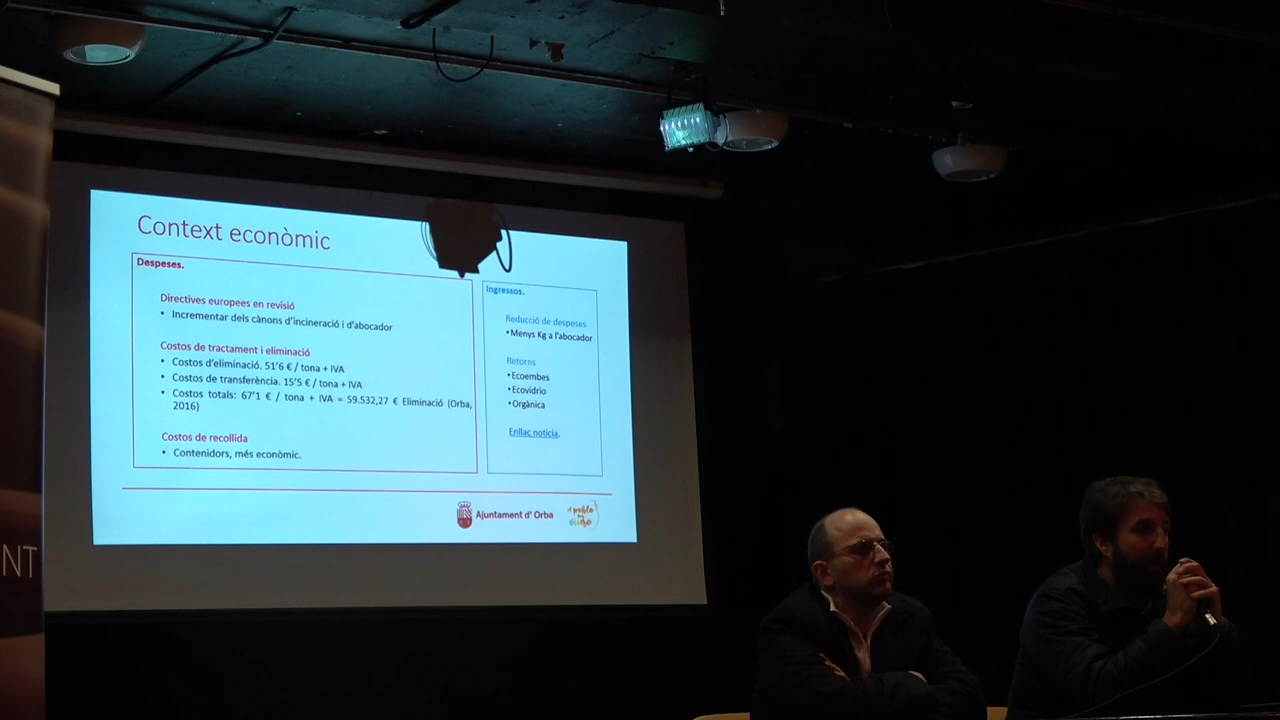 Context econòmic
Despeses.
Directives europees en revisió
• Incrementar dels cànons d'incineració i d'abocador
Costos de tractament i eliminació
• Costos d'eliminació. 51'6 € / tona + IVA
• Costos de transferència. 15'5 € / tona + IVA
• Costos totals: 67'1 € / tona + IVA = 59.532,27 € Eliminació (Orba,
2016)
Costos de recollida
• Contenidors, més econòmic.
Ingressos.
Reducció de despeses
• Menys Kg a l'abocador
Retorns
• Ecoembes
• Ecovidrio
• Orgànica
Enllaç notícia.
Ajuntament d' Orba
NT